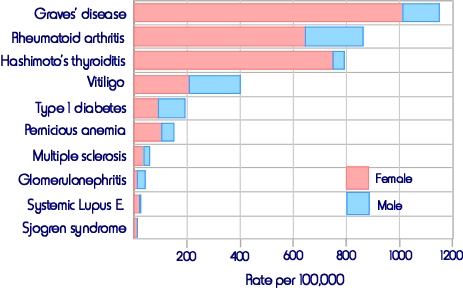 Graves' disease
Rheumatoid arthritis
Hashimoto's thyroiditis
Vitiligo
Type 1 diabetes
Pernicious anemia
Multiple sclerosis
Glomerulonephritis
Systemic Lupus E.
Sjogren syndrome
Female
Male
200 400 600 800 1000 1200
Rate per 100,000